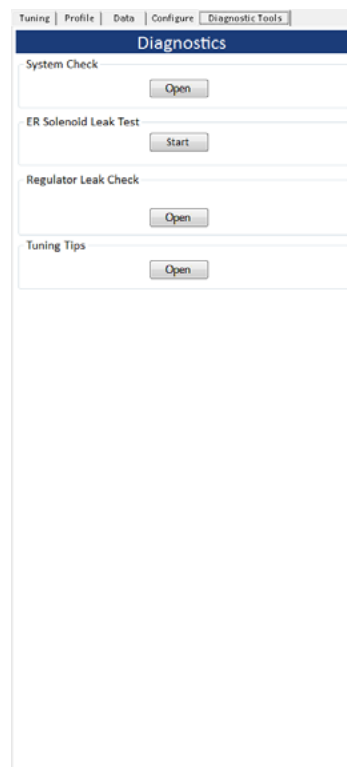 Tuning Profile Data Configure Diagnostic Tools
Diagnostics
System Check
Open
ER Solenoid Leak Test
Start
Regulator Leak Check
Open
Tuning Tips
Open